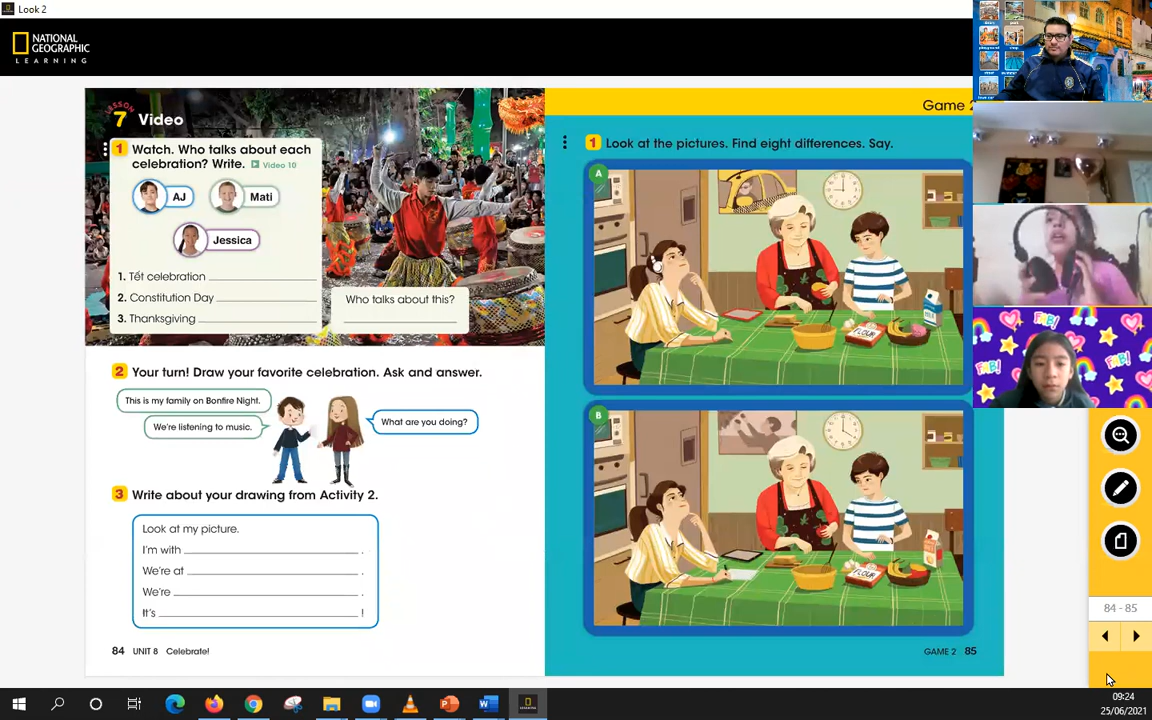 Look 2
NATIONAL
GEOGRAPHIC
LEARNING
LESSON
7 Video
1 Watch. Who talks about each
celebration? Write. Video 10
AJ
Mati
Jessica
1. Tết celebration
2. Constitution Day
3. Thanksgiving
Who talks about this?
2 Your turn! Draw your favorite celebration. Ask and answer.
This is my family on Bonfire Night.
We're listening to music.
What are you doing?
3 Write about your drawing from Activity 2.
Look at my picture.
I'm with .
We're at .
We're .
It's !
84 UNIT 8 Celebrate!
Game 2
1 Look at the pictures. Find eight differences. Say.
A
FLOUR
MILK
B
FLOUR
GAME 2 85
FAB!
FAB!
FAB!
84 - 85
09:24
25/06/2021